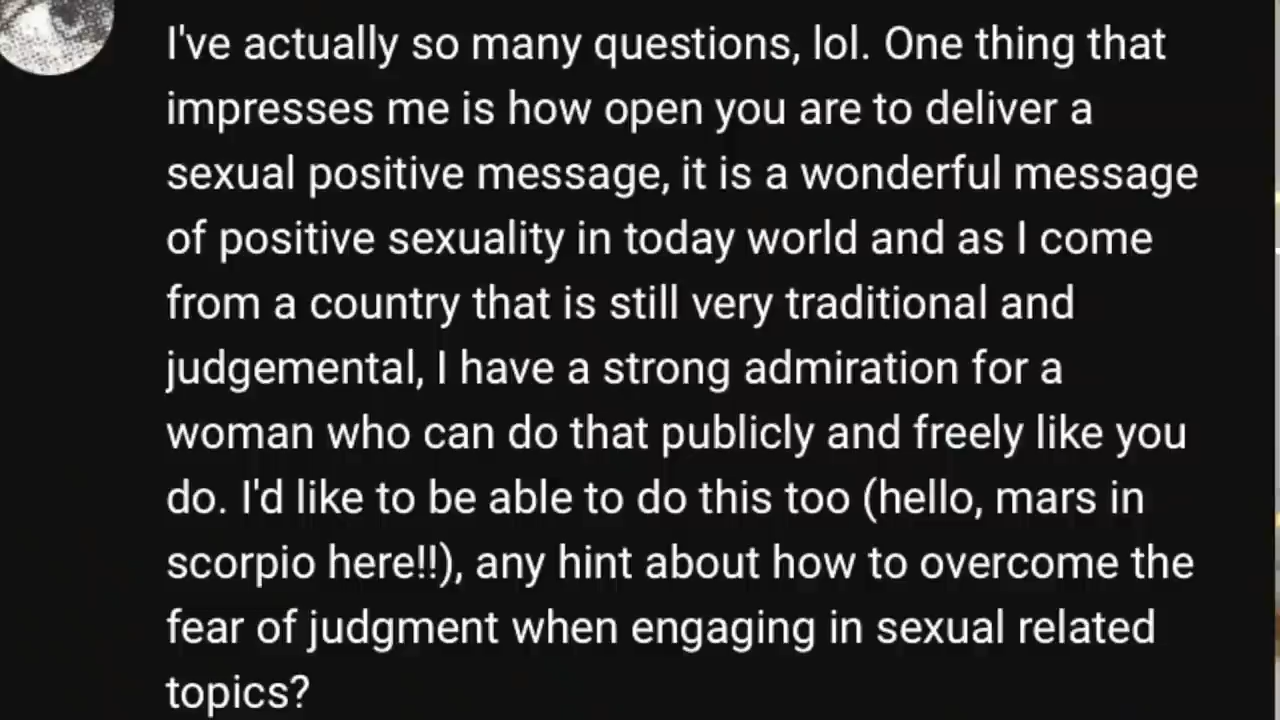 I've actually so many questions, lol. One thing that
impresses me is how open you are to deliver a
sexual positive message, it is a wonderful message
of positive sexuality in today world and as I come
from a country that is still very traditional and
judgemental, I have a strong admiration for a
woman who can do that publicly and freely like you
do. I'd like to be able to do this too (hello, mars in
scorpio here!!), any hint about how to overcome the
fear of judgment when engaging in sexual related
topics?